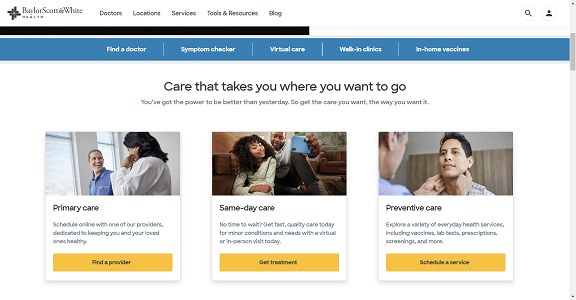 BaylorScott&White
HEALTH
Doctors Locations Services Tools & Resources Blog
Find a doctor Symptom checker Virtual care Walk-in clinics In-home vaccines
Care that takes you where you want to go
You've got the power to be better than yesterday. So get the care you want, the way you want it.
Primary care
Schedule online with one of our providers,
dedicated to keeping you and your loved
ones healthy.
Find a provider
Same-day care
No time to wait? Get fast, quality care today
for minor conditions and needs with a virtual
or in-person visit today.
Get treatment
Preventive care
Explore a variety of everyday health services,
including vaccines, lab tests, prescriptions,
screenings, and more.
Schedule a service